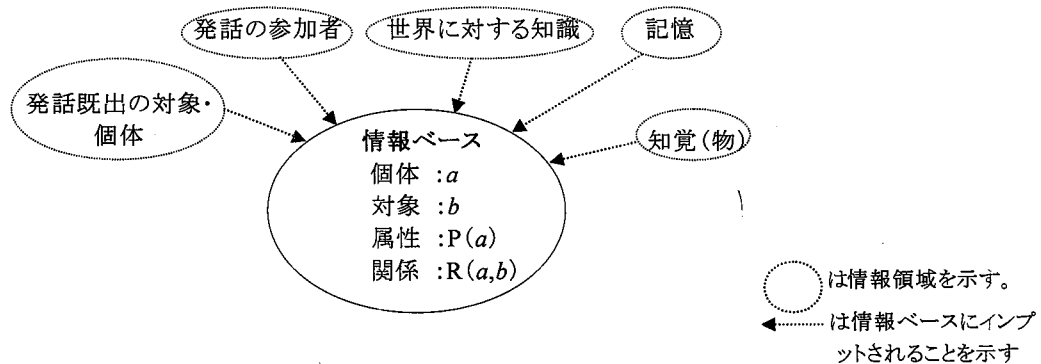 発話の参加者
世界に対する知識
記憶
発話既出の対象・
個体
知覚(物)
情報ベース
個体 :a
対象 :b
属性 :P(a)
関係 :R(a,b)
は情報領域を示す。
は情報ベースにインプ
ットされることを示す